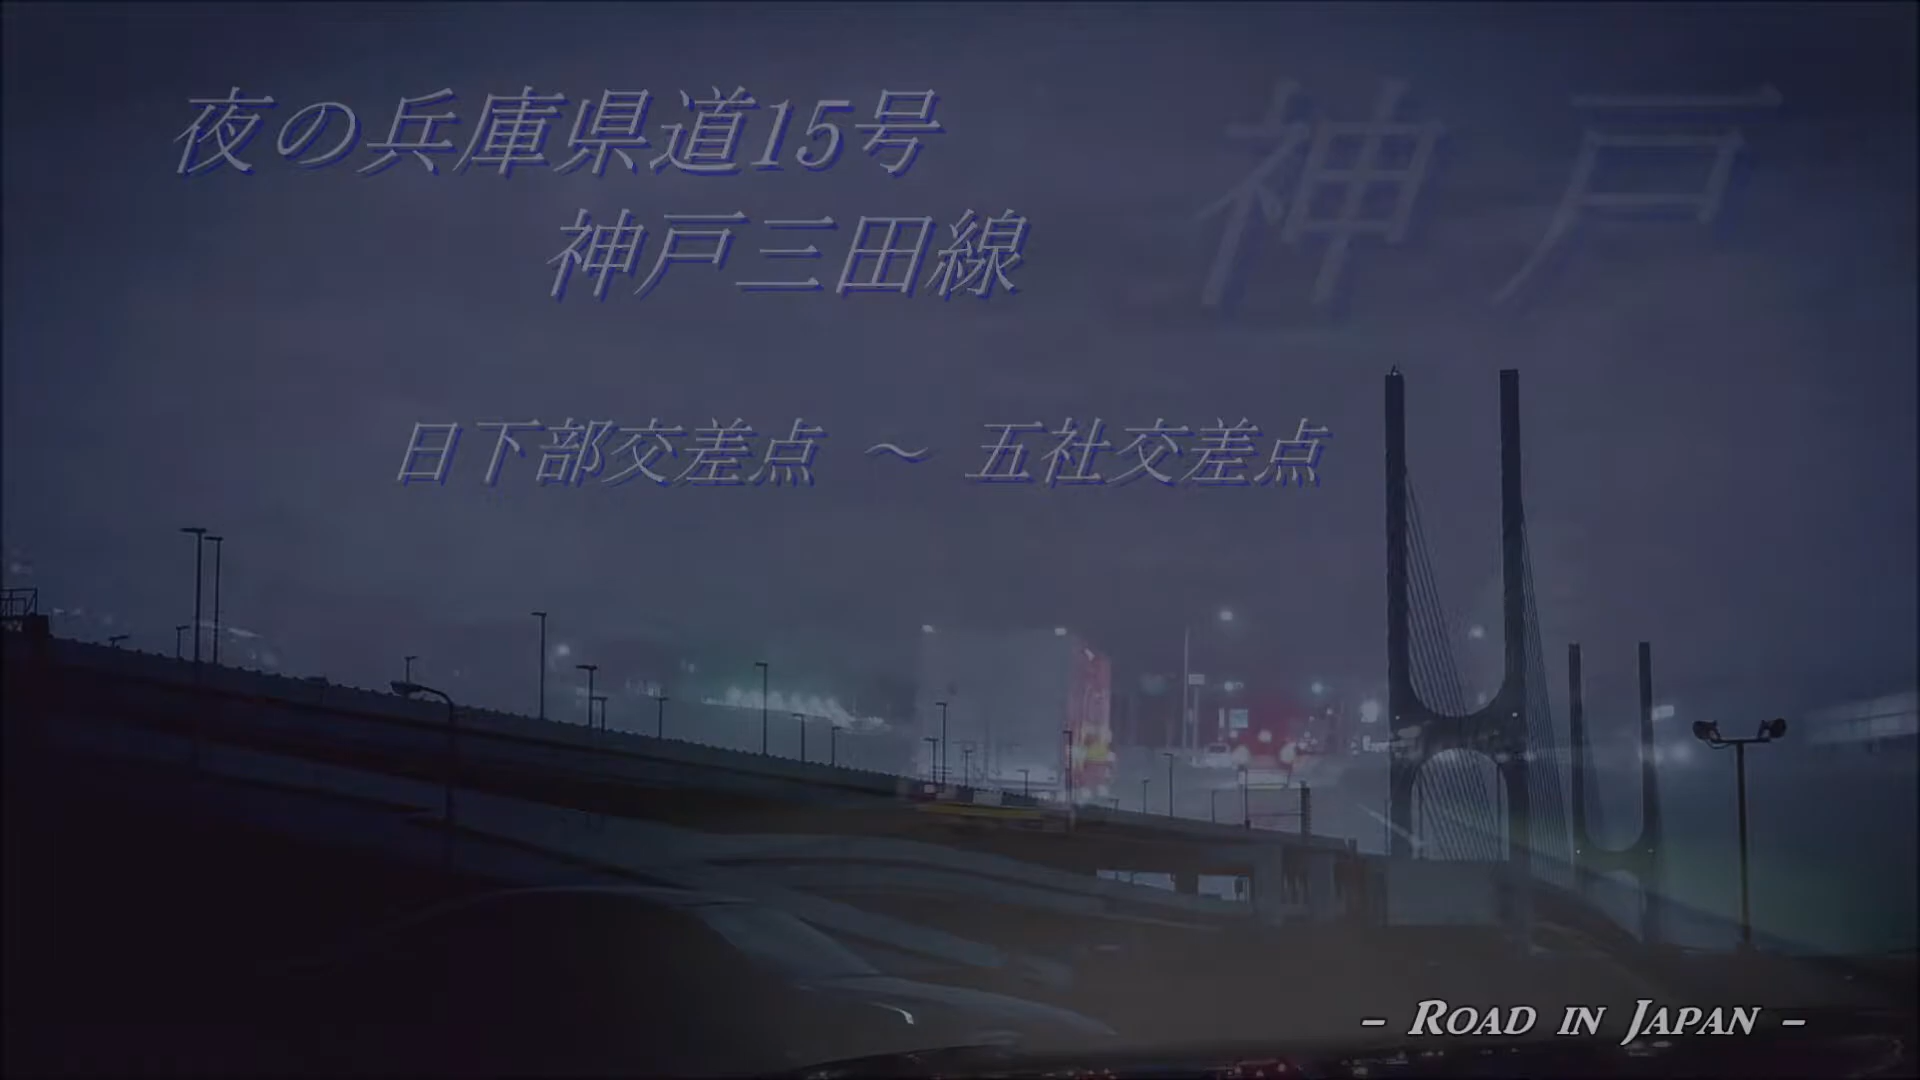 夜の兵庫県道15号
神戸三田線
神戸
日下部交差点 ～ 五社交差点
– Road in Japan –